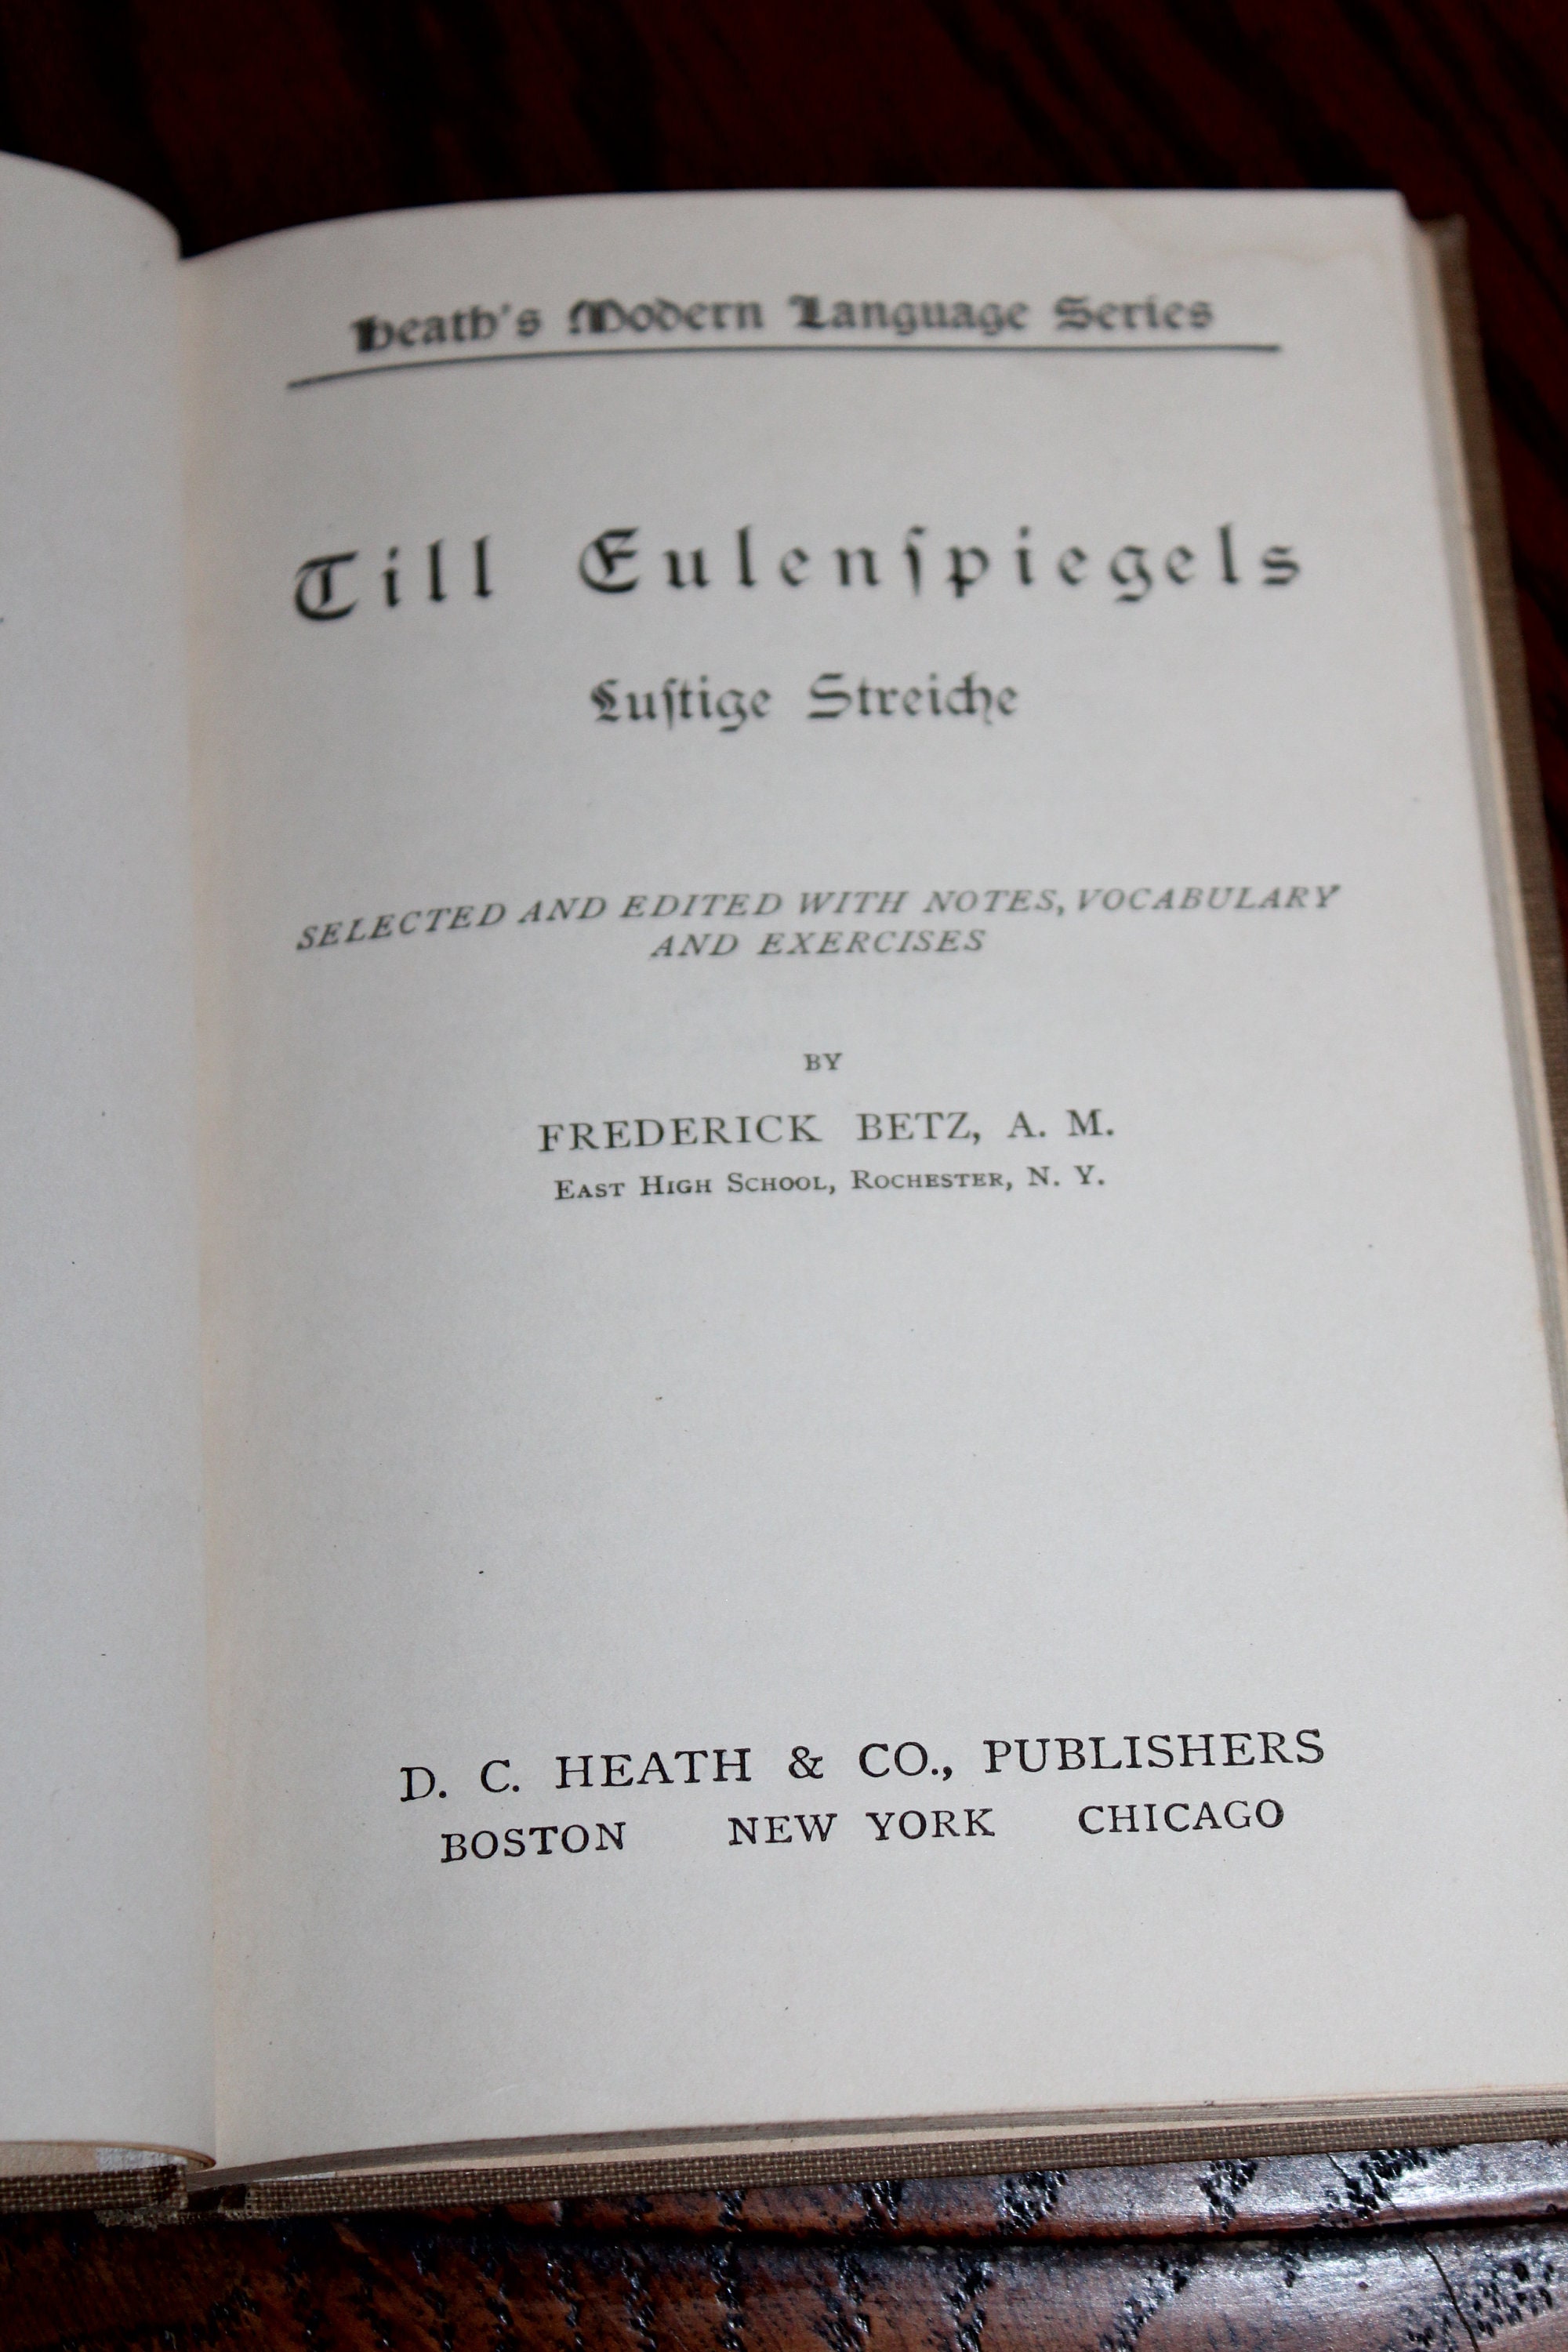 Heath's Modern Language Series
Till Eulenſpiegels
Luſtige Streiche
SELECTED AND EDITED WITH NOTES, VOCABULARY
AND EXERCISES
BY
FREDERICK BETZ, A. M.
EAST HIGH SCHOOL, ROCHESTER, N. Y.
D. C. HEATH & CO., PUBLISHERS
BOSTON NEW YORK CHICAGO